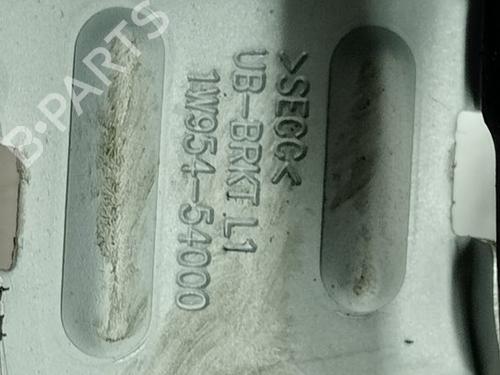 >SECC<
UB-BRKT L1
1W954-54000
B-PARTS